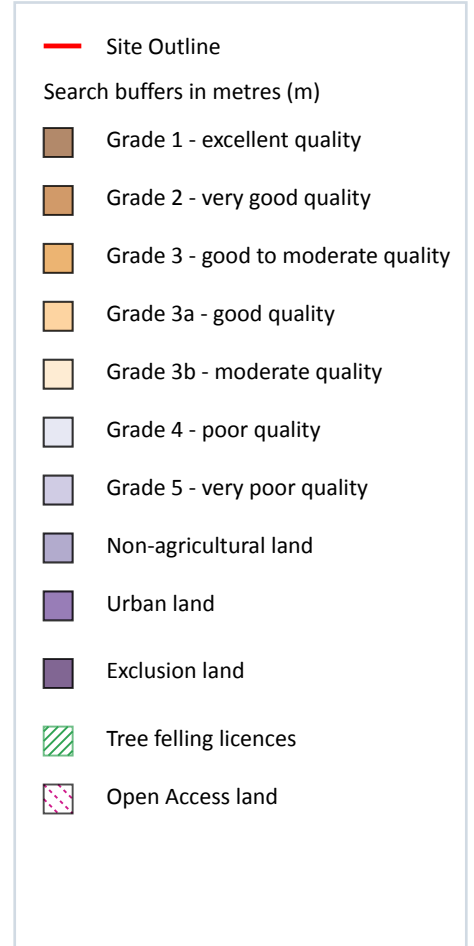 Site Outline
Search buffers in metres (m)
Grade 1 - excellent quality
Grade 2 - very good quality
Grade 3 - good to moderate quality
Grade 3a - good quality
Grade 3b - moderate quality
Grade 4 - poor quality
Grade 5 - very poor quality
Non-agricultural land
Urban land
Exclusion land
Tree felling licences
Open Access land